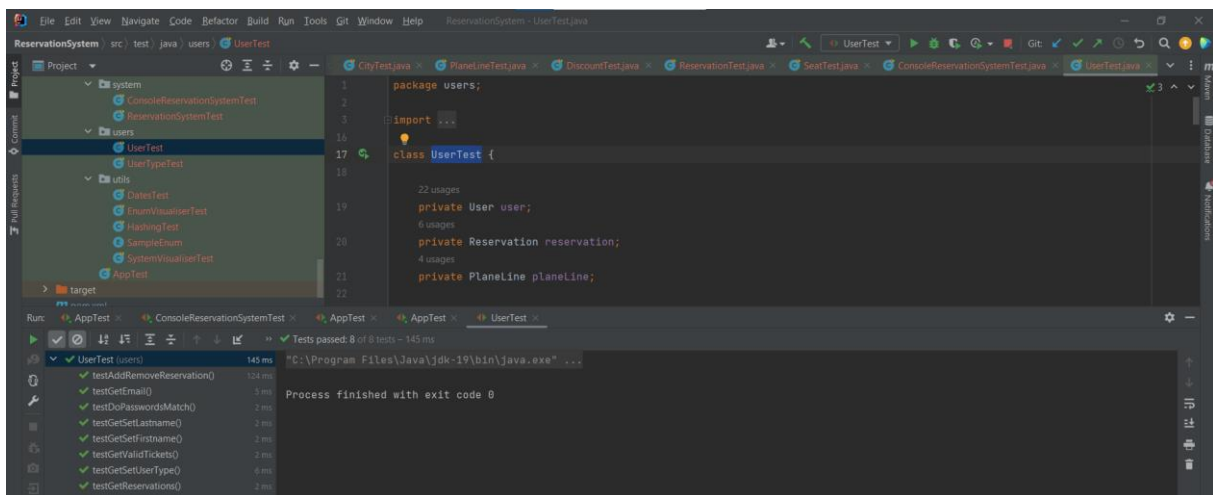 File Edit View Navigate Code Refactor Build Run Tools Git Window Help ReservationSystem - UserTest.java
ReservationSystem src test java users UserTest
UserTest Git:
Project
CityTest.java PlaneLineTest.java DiscountTest.java ReservationTest.java SeatTest.java ConsoleReservationSystemTest.java UserTest.java
Project
Commit
Pull Requests
system
ConsoleReservationSystemTest
ReservationSystemTest
users
UserTest
UserTypeTest
utils
DatesTest
EnumVisualiserTest
HashingTest
SampleEnum
SystemVisualiserTest
AppTest
target
1 package users;
2
3 import ...
16
17 class UserTest {
18
22 usages
19 private User user;
6 usages
20 private Reservation reservation;
4 usages
21 private PlaneLine planeLine;
22
3
m
Maven
Database
Notifications
Run: AppTest ConsoleReservationSystemTest AppTest AppTest UserTest
Tests passed: 8 of 8 tests – 145 ms
UserTest (users) 145 ms
testAddRemoveReservation() 124 ms
testGetEmail() 3 ms
testDoPasswordsMatch() 2 ms
testGetSetLastname() 2 ms
testGetSetFirstname() 2 ms
testGetValidTickets() 2 ms
testGetSetUserType() 6 ms
testGetReservations() 2 ms
"C:\Program Files\Java\jdk-19\bin\java.exe" ...
Process finished with exit code 0